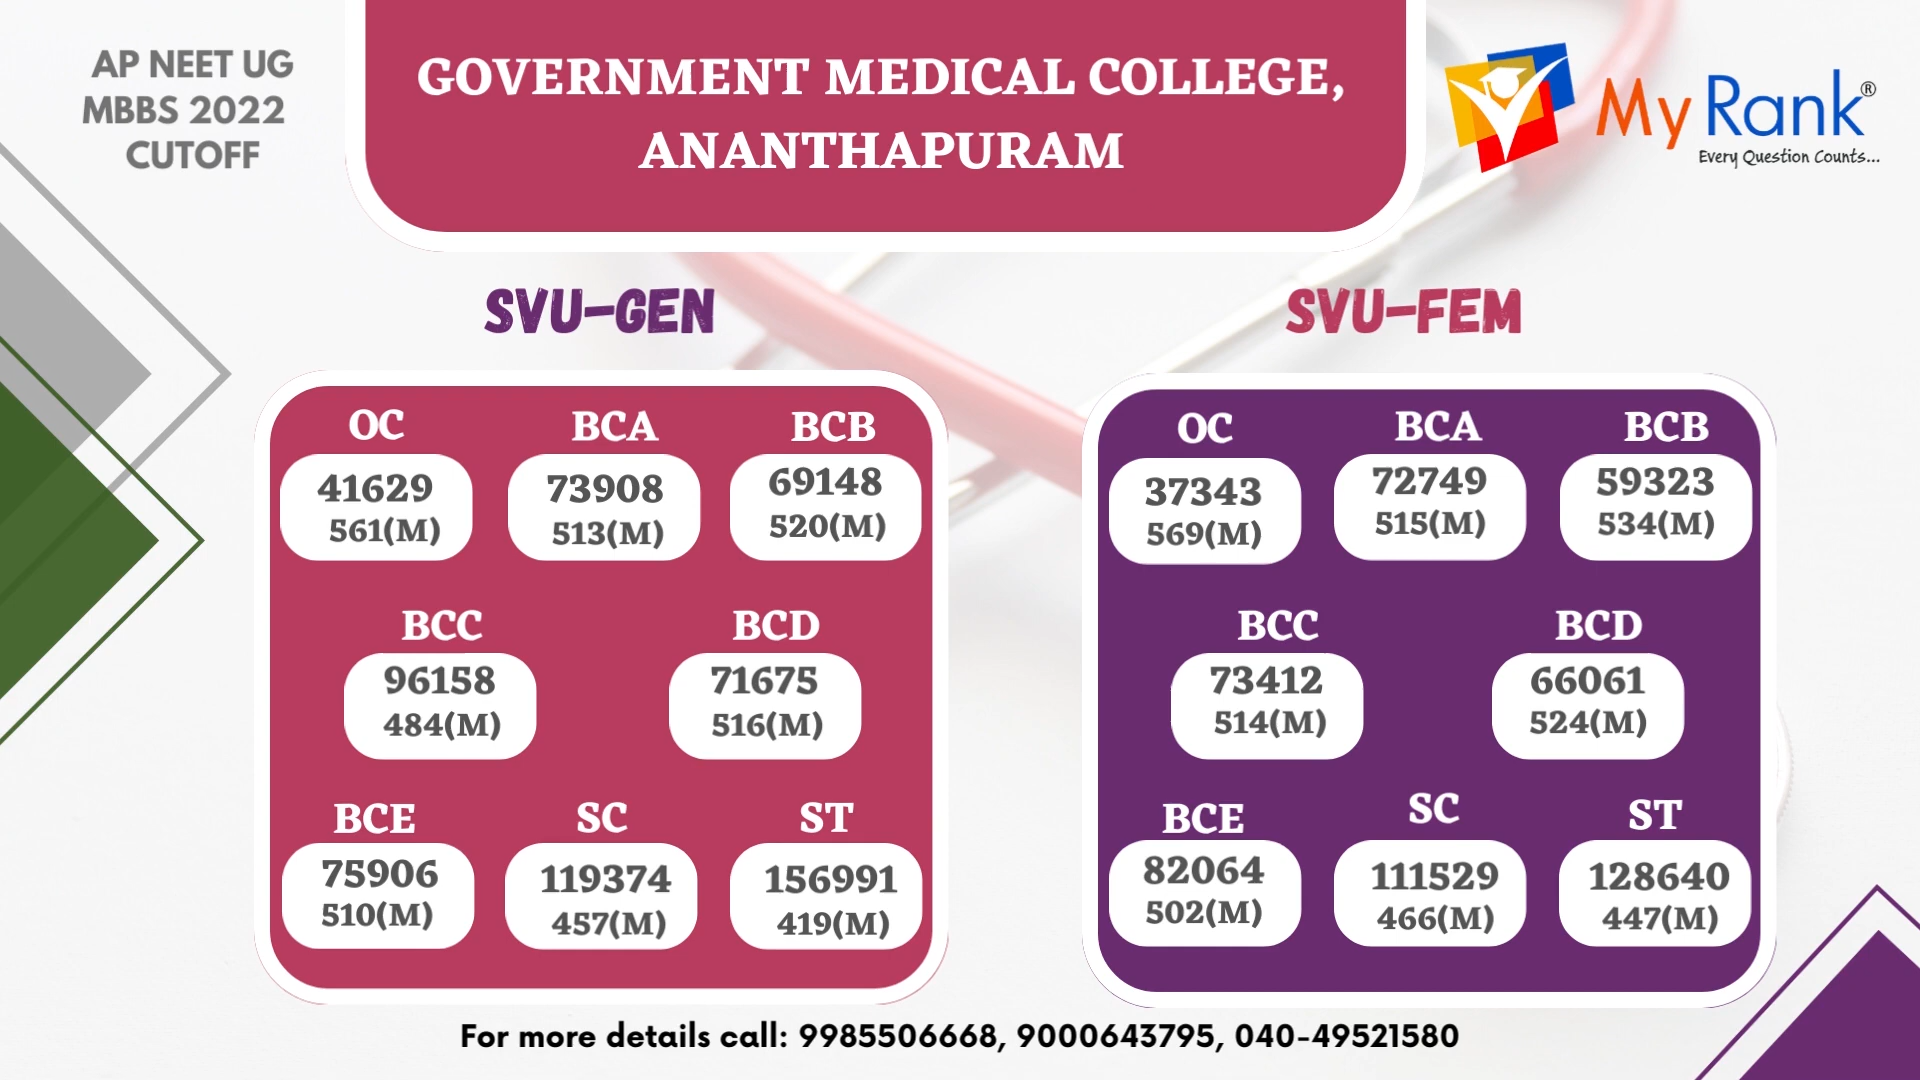 AP NEET UG
MBBS 2022
CUTOFF
GOVERNMENT MEDICAL COLLEGE,
ANANTHAPURAM
My Rank®
Every Question Counts...
SVU-GEN
OC BCA BCB
41629 73908 69148
561(M) 513(M) 520(M)
BCC BCD
96158 71675
484(M) 516(M)
BCE SC ST
75906 119374 156991
510(M) 457(M) 419(M)
SVU-FEM
OC BCA BCB
37343 72749 59323
569(M) 515(M) 534(M)
BCC BCD
73412 66061
514(M) 524(M)
BCE SC ST
82064 111529 128640
502(M) 466(M) 447(M)
For more details call: 9985506668, 9000643795, 040-49521580